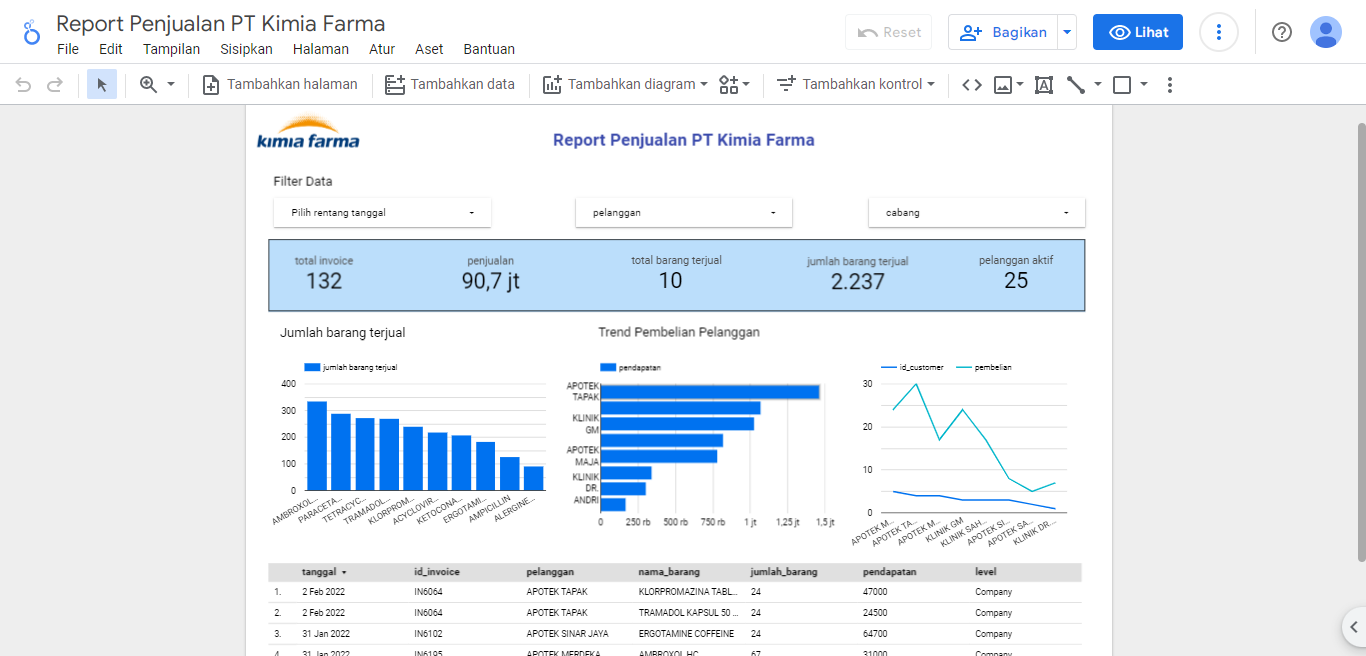 Report Penjualan PT Kimia Farma
File Edit Tampilan Sisipkan Halaman Atur Aset Bantuan
Reset
Bagikan
Lihat
Tambahkan halaman
Tambahkan data
Tambahkan diagram
Tambahkan kontrol
kimia farma
Report Penjualan PT Kimia Farma
Filter Data
Pilih rentang tanggal
pelanggan
cabang
total invoice
132
penjualan
90,7 jt
total barang terjual
10
jumlah barang terjual
2.237
pelanggan aktif
25
Jumlah barang terjual
jumlah barang terjual
400
300
200
100
0
AMBROXOL...
PARACETA...
TETRACYC...
TRAMADOL...
KLORPROM...
ACYCLOVIR...
KETOCONA...
ERGOTAMI...
AMPICILLIN
ALERGINE...
Trend Pembelian Pelanggan
pendapatan
APOTEK
TAPAK
KLINIK
GM
APOTEK
MAJA
KLINIK
DR.
ANDRI
0 250 rb 500 rb 750 rb 1 jt 1,25 jt 1,5 jt
id_customer pembelian
30
20
10
0
APOTEK M...
APOTEK TA...
APOTEK M...
KLINIK GM
KLINIK SAH...
APOTEK SI...
APOTEK SA...
KLINIK DR...
tanggal id_invoice pelanggan nama_barang jumlah_barang pendapatan level
1. 2 Feb 2022 IN6064 APOTEK TAPAK KLORPROMAZINA TABL... 24 47000 Company
2. 2 Feb 2022 IN6064 APOTEK TAPAK TRAMADOL KAPSUL 50 ... 24 24500 Company
3. 31 Jan 2022 IN6102 APOTEK SINAR JAYA ERGOTAMINE COFFEINE 24 64700 Company
4. 31 Jan 2022 IN6195 APOTEK MERDEKA AMBROXOL HC... 67 31000 Company